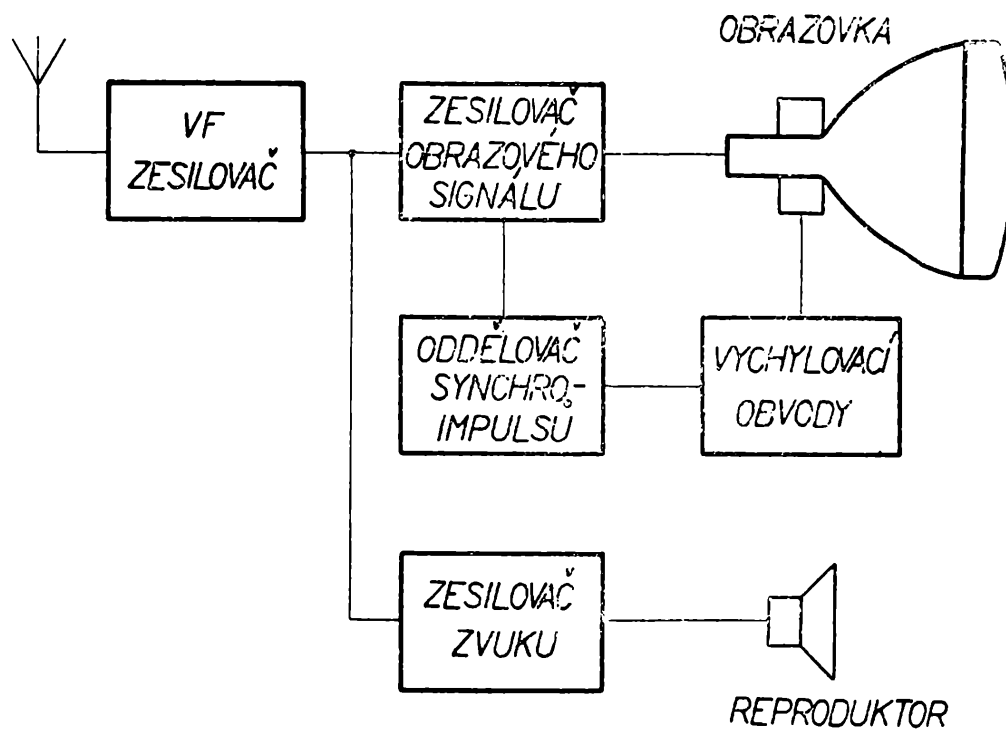 OBRAZOVKA
VF
ZESILOVAČ
ZESILOVAČ
OBRAZOVÉHO
SIGNÁLU
ODDĚLOVAČ
SYNCHRO-
IMPULSŮ
VYCHYLOVACÍ
OBVODY
ZESILOVAČ
ZVUKU
REPRODUKTOR